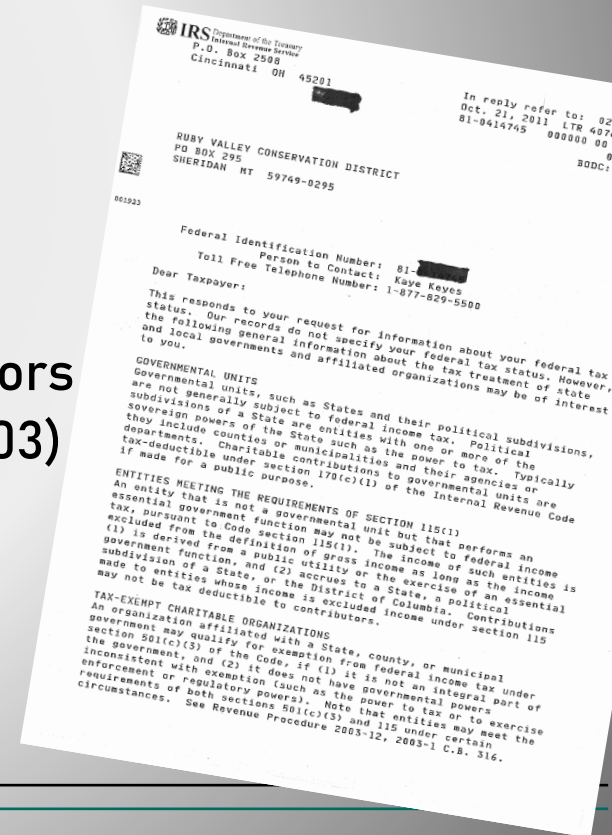 IRS Department of the Treasury
Internal Revenue Service
P.O. Box 2508
Cincinnati OH 45201
In reply refer to: 02
Oct. 21, 2011 LTR 407
81-0414745 000000 00
0
BODC:
RUBY VALLEY CONSERVATION DISTRICT
PO BOX 295
SHERIDAN MT 59749-0295
001923
Federal Identification Number: 81-
Person to Contact: Kaye Keyes
Toll Free Telephone Number: 1-877-829-5500
Dear Taxpayer:
This responds to your request for information about your federal tax
status. Our records do not specify your federal tax status. However,
the following general information about the tax treatment of state
and local governments and affiliated organizations may be of interest
to you.
ors
03)
GOVERNMENTAL UNITS
Governmental units, such as States and their political subdivisions,
are not generally subject to federal income tax. Political
subdivisions of a State are entities with one or more of the
sovereign powers of the State such as the power to tax. Typically
they include counties or municipalities and their agencies or
departments. Charitable contributions to governmental units are
tax-deductible under section 170(c)(1) of the Internal Revenue Code
if made for a public purpose.
ENTITIES MEETING THE REQUIREMENTS OF SECTION 115(1)
An entity that is not a governmental unit but that performs an
essential government function may not be subject to federal income
tax, pursuant to Code section 115(1). The income of such entities is
excluded from the definition of gross income as long as the income
(1) is derived from a public utility or the exercise of an essential
government function, and (2) accrues to a State, a political
subdivision of a State, or the District of Columbia. Contributions
made to entities whose income is excluded income under section 115
may not be tax deductible to contributors.
TAX-EXEMPT CHARITABLE ORGANIZATIONS
An organization affiliated with a State, county, or municipal
government may qualify for exemption from federal income tax under
section 501(c)(3) of the Code, if (1) it is not an integral part of
the government, and (2) it does not have governmental powers
inconsistent with exemption (such as the power to tax or to exercise
enforcement or regulatory powers). Note that entities may meet the
requirements of both sections 501(c)(3) and 115 under certain
circumstances. See Revenue Procedure 2003-12, 2003-1 C.B. 316.